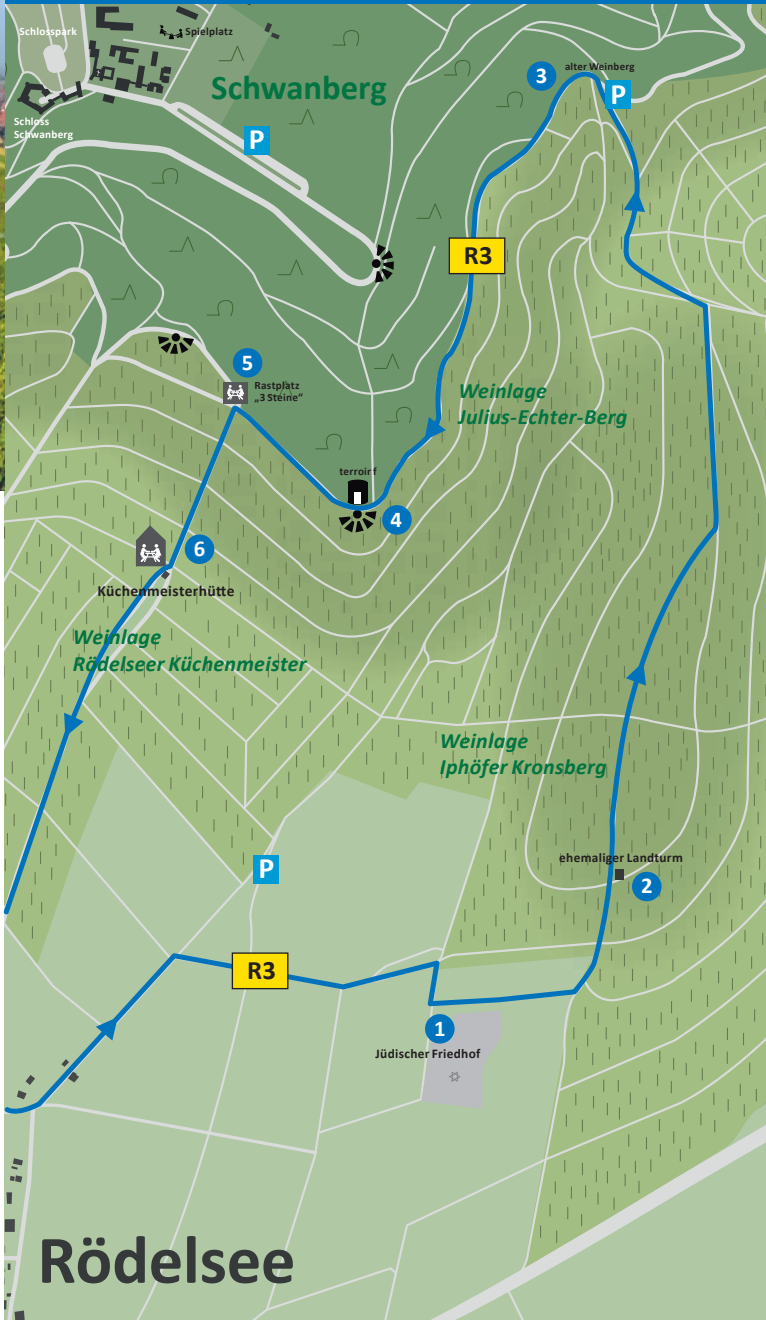 Schlosspark
Spielplatz
Schwanberg
Schloss
Schwanberg
P
3
alter Weinberg
P
R3
5
Rastplatz
„3 Steine“
Weinlage
Julius-Echter-Berg
terroir f
4
6
Küchenmeisterhütte
Weinlage
Rödelseer Küchenmeister
Weinlage
Iphöfer Kronsberg
ehemaliger Landturm
2
P
R3
1
Jüdischer Friedhof
Rödelsee